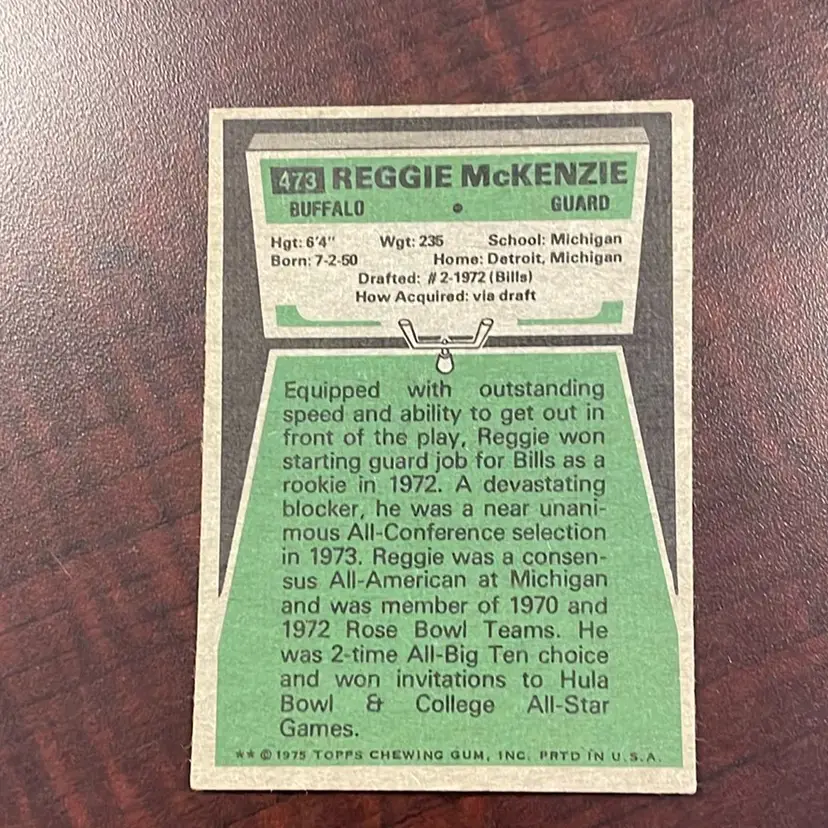 473 REGGIE McKENZIE
BUFFALO • GUARD
Hgt: 6'4" Wgt: 235 School: Michigan
Born: 7-2-50 Home: Detroit, Michigan
Drafted: #2-1972 (Bills)
How Acquired: via draft
Equipped with outstanding
speed and ability to get out in
front of the play, Reggie won
starting guard job for Bills as a
rookie in 1972. A devastating
blocker, he was a near unani-
mous All-Conference selection
in 1973. Reggie was a consen-
sus All-American at Michigan
and was member of 1970 and
1972 Rose Bowl Teams. He
was 2-time All-Big Ten choice
and won invitations to Hula
Bowl & College All-Star
Games.
** © 1975 TOPPS CHEWING GUM, INC. PRTD IN U.S.A.